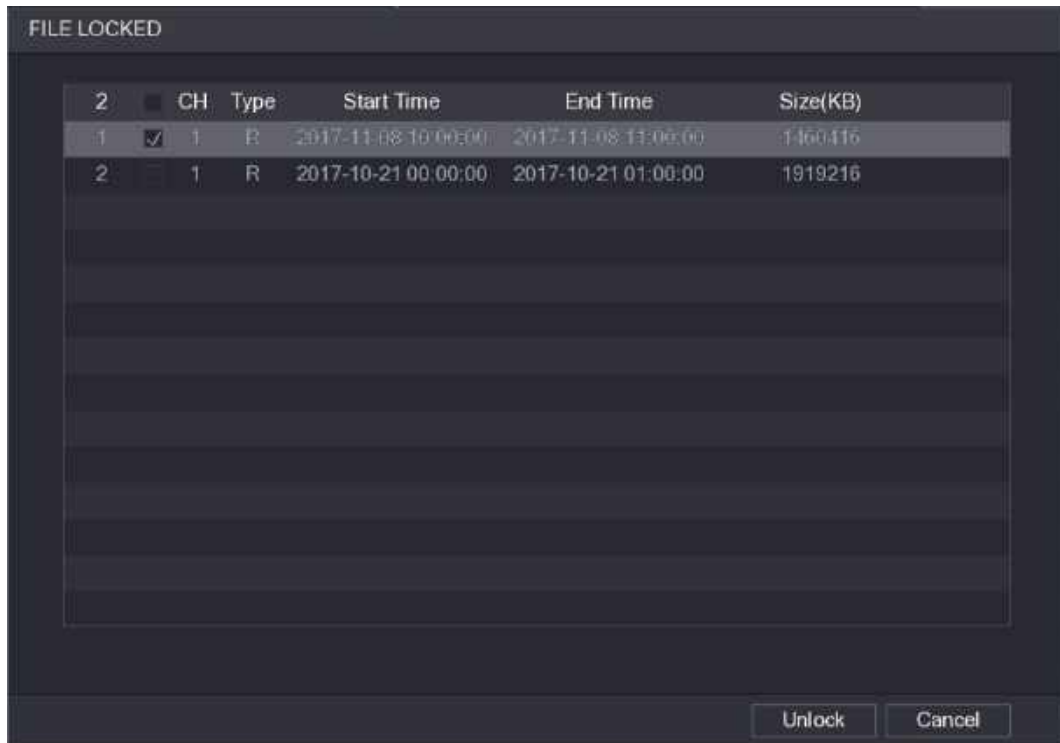 FILE LOCKED
2 CH Type Start Time End Time Size(KB)
1 1 R 2017-11-08 10:00:00 2017-11-08 11:00:00 1460416
2 1 R 2017-10-21 00:00:00 2017-10-21 01:00:00 1919216
Unlock Cancel